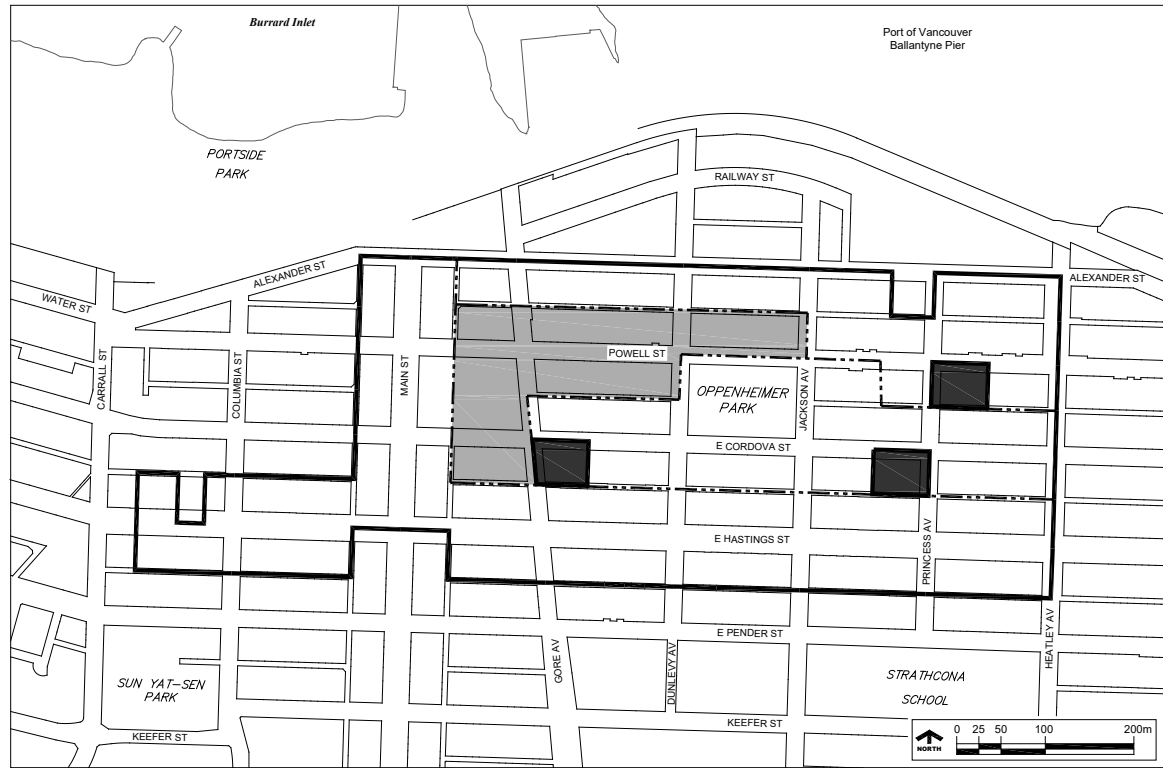 Burrard Inlet
Port of Vancouver
Ballantyne Pier
PORTSIDE
PARK
RAILWAY ST
ALEXANDER ST
ALEXANDER ST
WATER ST
CARRALL ST
COLUMBIA ST
MAIN ST
POWELL ST
OPPENHEIMER
PARK
JACKSON AV
E CORDOVA ST
E HASTINGS ST
PRINCESS AV
E PENDER ST
GORE AV
DUNLEVY AV
HEATLEY AV
SUN YAT-SEN
PARK
STRATHCONA
SCHOOL
KEEFER ST
KEEFER ST
NORTH
0 25 50 100 200m